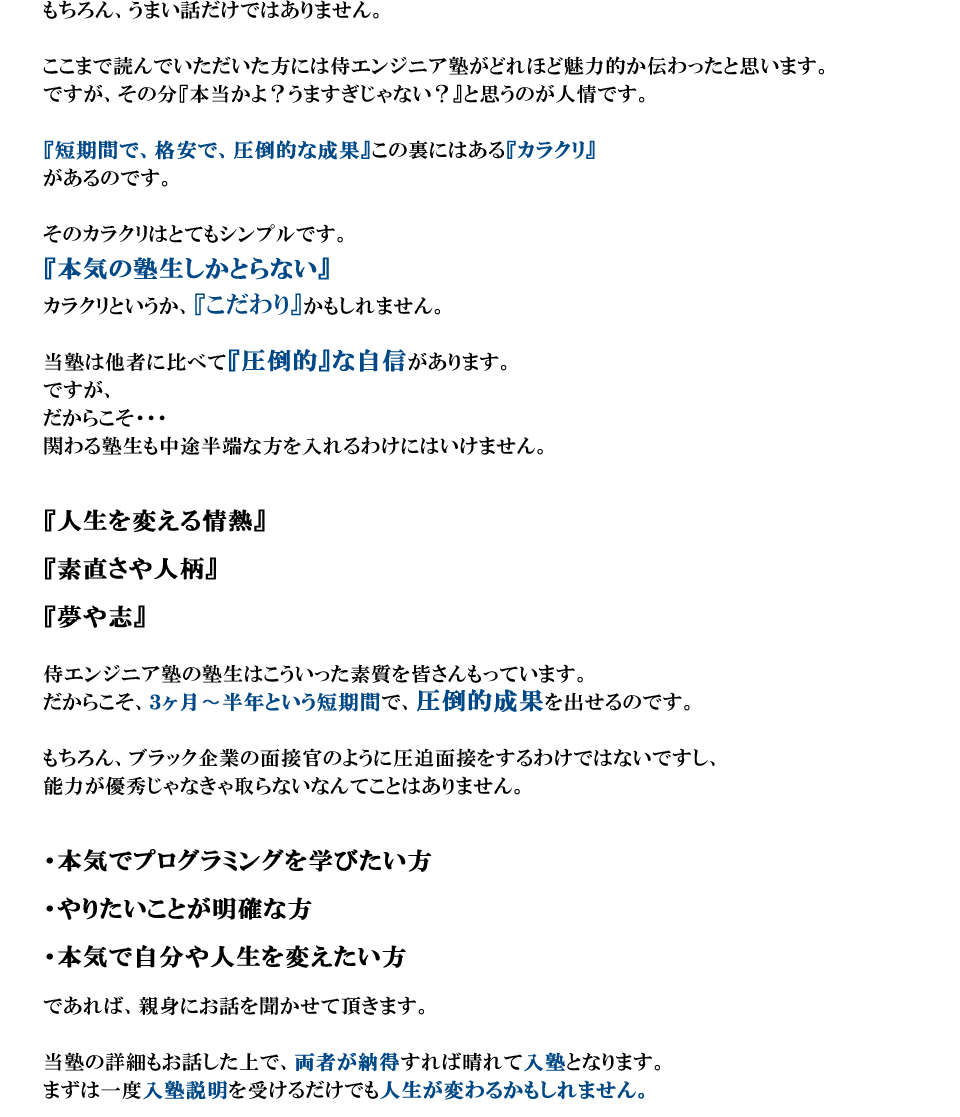 もちろん、うまい話だけではありません。
ここまで読んでいただいた方には侍エンジニア塾がどれほど魅力的か伝わったと思います。
ですが、その分『本当かよ？うますぎじゃない？』と思うのが人情です。
『短期間で、格安で、圧倒的な成果』この裏にはある『カラクリ』
があるのです。
そのカラクリはとてもシンプルです。
『本気の塾生しかとらない』
カラクリというか、『こだわり』かもしれません。
当塾は他者に比べて『圧倒的』な自信があります。
ですが、
だからこそ・・・
関わる塾生も中途半端な方を入れるわけにはいけません。
『人生を変える情熱』
『素直さや人柄』
『夢や志』
侍エンジニア塾の塾生はこういった素質を皆さんもっています。
だからこそ、3ヶ月～半年という短期間で、圧倒的成果を出せるのです。
もちろん、ブラック企業の面接官のように圧迫面接をするわけではないですし、
能力が優秀じゃなきゃ取らないなんてことはありません。
・本気でプログラミングを学びたい方
・やりたいことが明確な方
・本気で自分や人生を変えたい方
であれば、親身にお話を聞かせて頂きます。
当塾の詳細もお話した上で、両者が納得すれば晴れて入塾となります。
まずは一度入塾説明を受けるだけでも人生が変わるかもしれません。